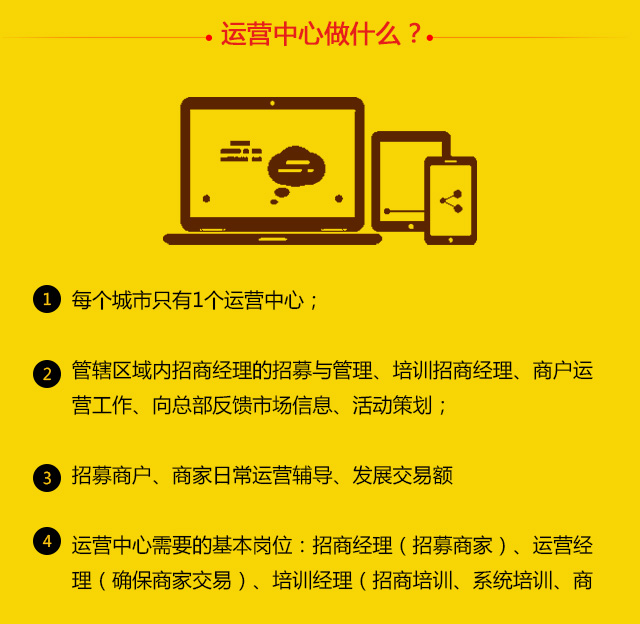 运营中心做什么？
1 每个城市只有1个运营中心；
2 管辖区域内招商经理的招募与管理、培训招商经理、商户运
营工作、向总部反馈市场信息、活动策划；
3 招募商户、商家日常运营辅导、发展交易额
4 运营中心需要的基本岗位：招商经理（招募商家）、运营经
理（确保商家交易）、培训经理（招商培训、系统培训、商